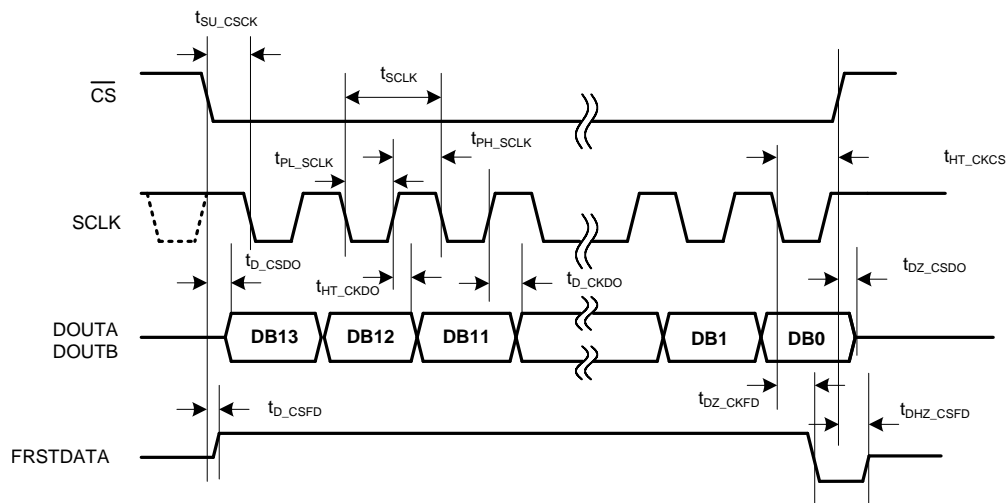 tSU_CSCK
tSCLK
CS
tPH_SCLK
tPL_SCLK
tHT_CKCS
SCLK
tD_CSDO
tHT_CKDO
tD_CKDO
tDZ_CSDO
DOUTA
DOUTB
DB13
DB12
DB11
DB1
DB0
tD_CSFD
tDZ_CKFD
tDHZ_CSFD
FRSTDATA